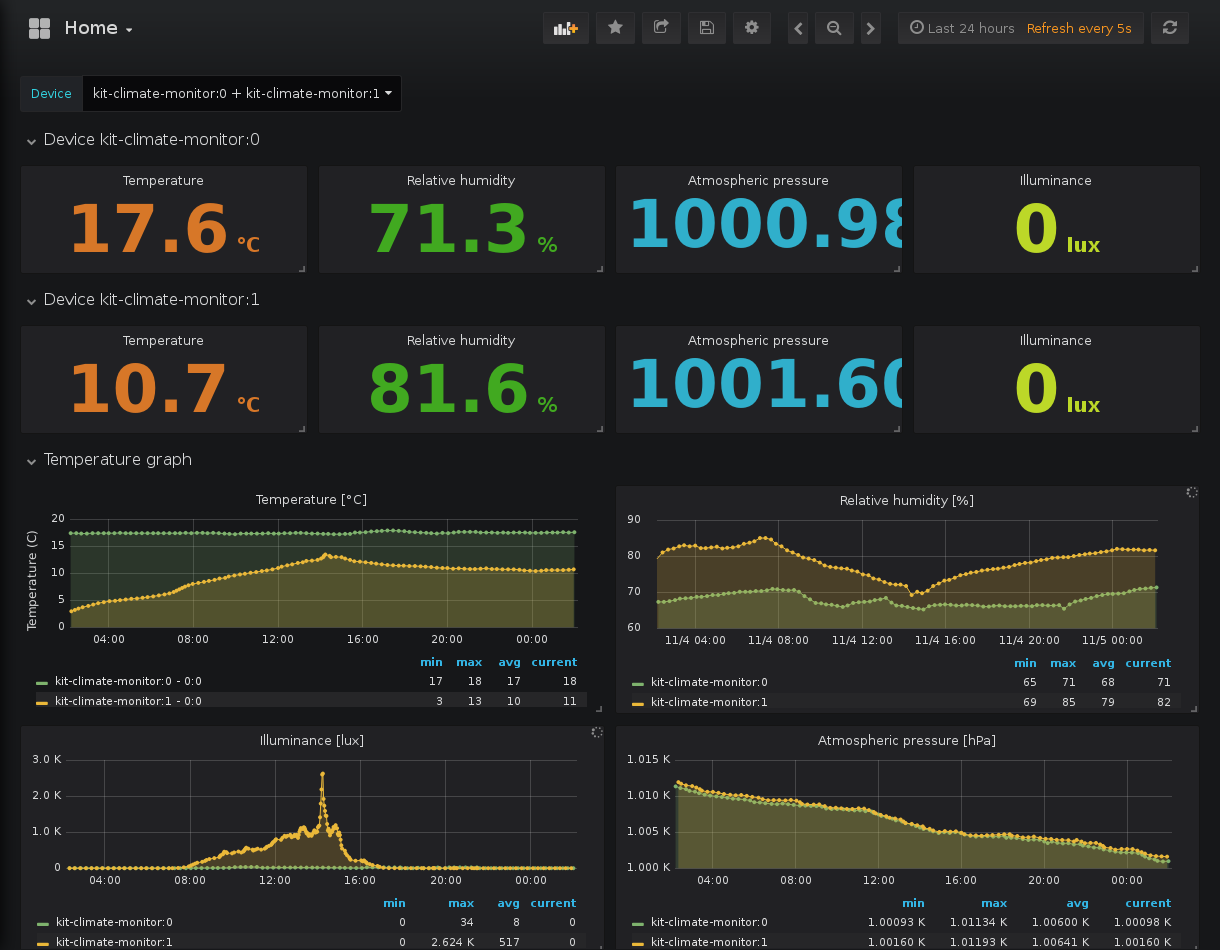 Home
Last 24 hours Refresh every 5s
Device kit-climate-monitor:0 + kit-climate-monitor:1
Device kit-climate-monitor:0
Temperature Relative humidity Atmospheric pressure Illuminance
17.6 °C 71.3 % 1000.98 0 lux
Device kit-climate-monitor:1
Temperature Relative humidity Atmospheric pressure Illuminance
10.7 °C 81.6 % 1001.60 0 lux
Temperature graph
Temperature [°C]
Temperature (C)
20
15
10
5
0
04:00 08:00 12:00 16:00 20:00 00:00
min max avg current
kit-climate-monitor:0 - 0:0 17 18 17 18
kit-climate-monitor:1 - 0:0 3 13 10 11
Relative humidity [%]
90
80
70
60
11/4 04:00 11/4 08:00 11/4 12:00 11/4 16:00 11/4 20:00 11/5 00:00
min max avg current
kit-climate-monitor:0 65 71 68 71
kit-climate-monitor:1 69 85 79 82
Illuminance [lux]
3.0 K
2.0 K
1.0 K
0
04:00 08:00 12:00 16:00 20:00 00:00
min max avg current
kit-climate-monitor:0 0 34 8 0
kit-climate-monitor:1 0 2.624 K 517 0
Atmospheric pressure [hPa]
1.015 K
1.010 K
1.005 K
1.000 K
04:00 08:00 12:00 16:00 20:00 00:00
min max avg current
kit-climate-monitor:0 1.00093 K 1.01134 K 1.00600 K 1.00098 K
kit-climate-monitor:1 1.00160 K 1.01193 K 1.00641 K 1.00160 K